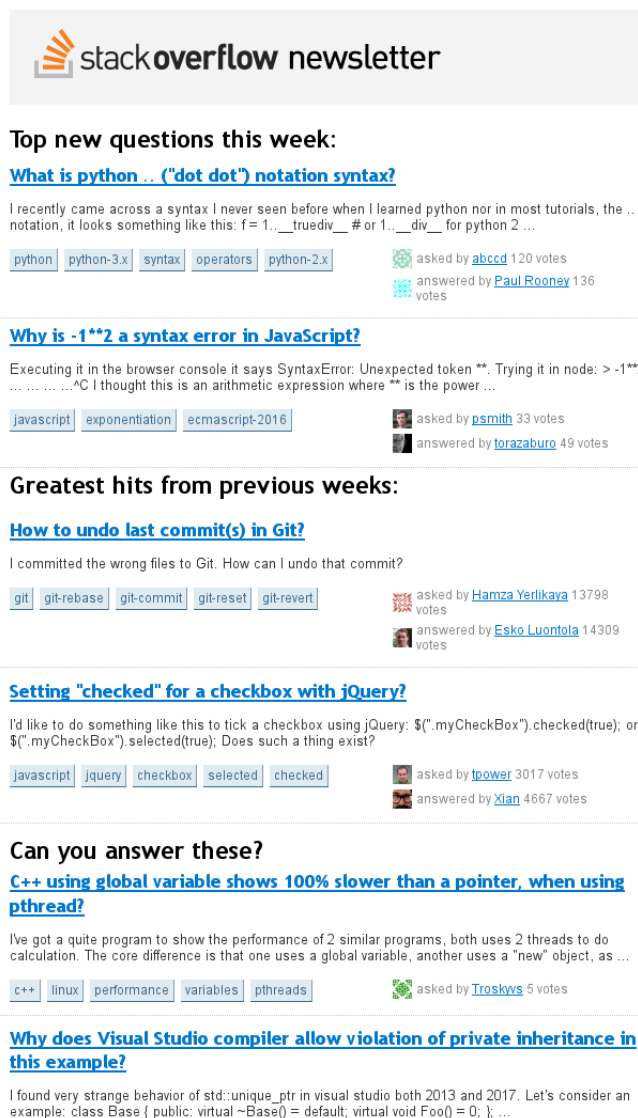 stackoverflow newsletter
Top new questions this week:
What is python .. ("dot dot") notation syntax?
I recently came across a syntax I never seen before when I learned python nor in most tutorials, the ..
notation, it looks something like this: f = 1..__truediv__ # or 1..__div__ for python 2 ...
python python-3.x syntax operators python-2.x
asked by abccd 120 votes
answered by Paul Rooney 136
votes
Why is -1**2 a syntax error in JavaScript?
Executing it in the browser console it says SyntaxError: Unexpected token **. Trying it in node: > -1**
... ... ... ...^C I thought this is an arithmetic expression where ** is the power ...
javascript exponentiation ecmascript-2016
asked by psmith 33 votes
answered by torazaburo 49 votes
Greatest hits from previous weeks:
How to undo last commit(s) in Git?
I committed the wrong files to Git. How can I undo that commit?
git git-rebase git-commit git-reset git-revert
asked by Hamza Yerlikaya 13798
votes
answered by Esko Luontola 14309
votes
Setting "checked" for a checkbox with jQuery?
I'd like to do something like this to tick a checkbox using jQuery: $(".myCheckBox").checked(true); or
$(".myCheckBox").selected(true); Does such a thing exist?
javascript jquery checkbox selected checked
asked by tpower 3017 votes
answered by Xian 4667 votes
Can you answer these?
C++ using global variable shows 100% slower than a pointer, when using
pthread?
I've got a quite program to show the performance of 2 similar programs, both uses 2 threads to do
calculation. The core difference is that one uses a global variable, another uses a "new" object, as ...
c++ linux performance variables pthreads
asked by Troskyvs 5 votes
Why does Visual Studio compiler allow violation of private inheritance in
this example?
I found very strange behavior of std::unique_ptr in visual studio both 2013 and 2017. Let's consider an
example: class Base { public: virtual ~Base() = default; virtual void Foo() = 0; }; ...